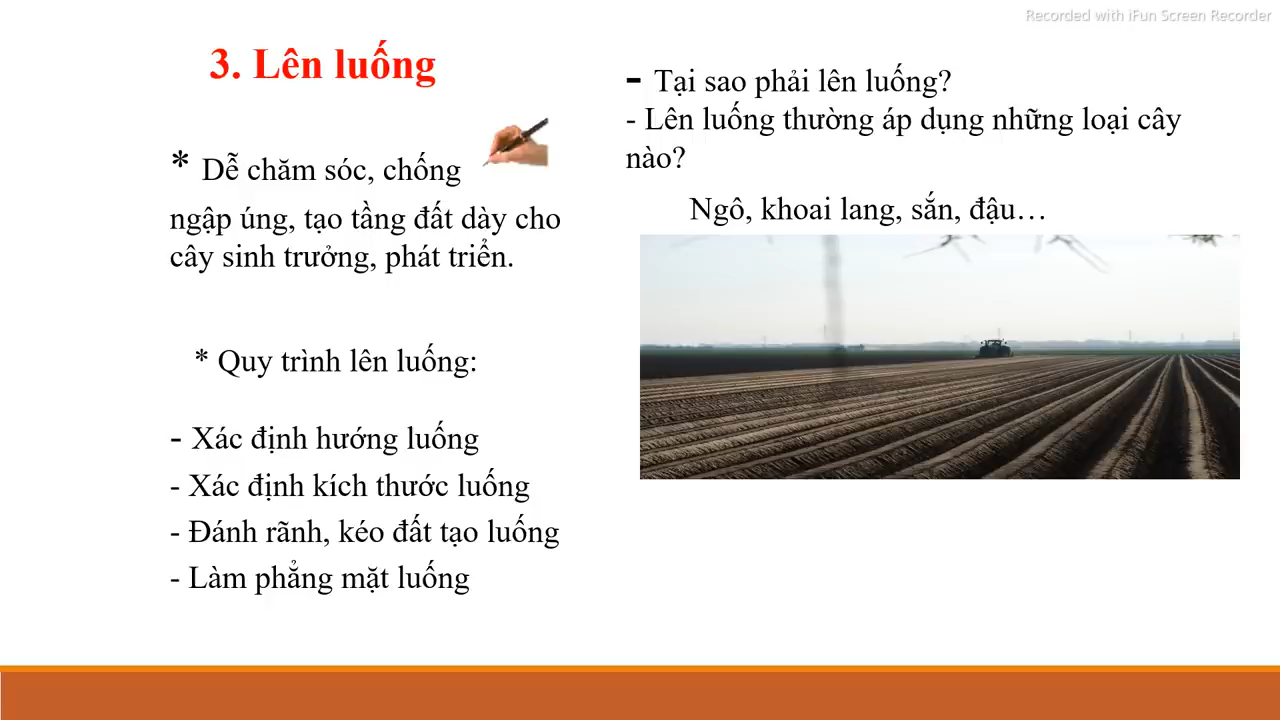 Recorded with iFun Screen Recorder
3. Lên luống
* Dễ chăm sóc, chống
ngập úng, tạo tầng đất dày cho
cây sinh trưởng, phát triển.
* Quy trình lên luống:
- Xác định hướng luống
- Xác định kích thước luống
- Đánh rãnh, kéo đất tạo luống
- Làm phẳng mặt luống
- Tại sao phải lên luống?
- Lên luống thường áp dụng những loại cây
nào?
Ngô, khoai lang, sắn, đậu…